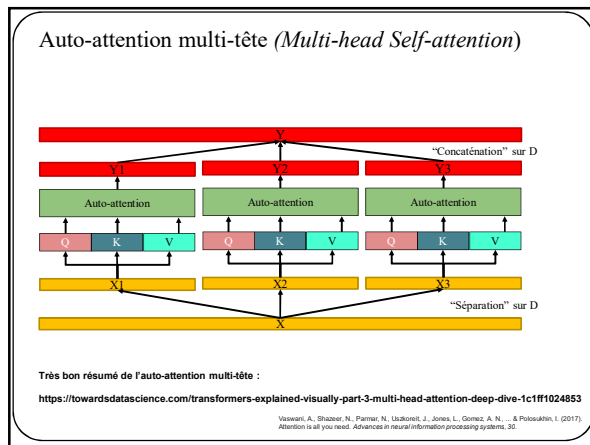 Auto-attention multi-tête (Multi-head Self-attention)
Y
“Concaténation” sur D
Y1 Y2 Y3
Auto-attention Auto-attention Auto-attention
Q K V Q K V Q K V
X1 X2 X3
“Séparation” sur D
X
Très bon résumé de l’auto-attention multi-tête :
https://towardsdatascience.com/transformers-explained-visually-part-3-multi-head-attention-deep-dive-1c1ff1024853
Vaswani, A., Shazeer, N., Parmar, N., Uszkoreit, J., Jones, L., Gomez, A. N., ... & Polosukhin, I. (2017).
Attention is all you need. Advances in neural information processing systems, 30.